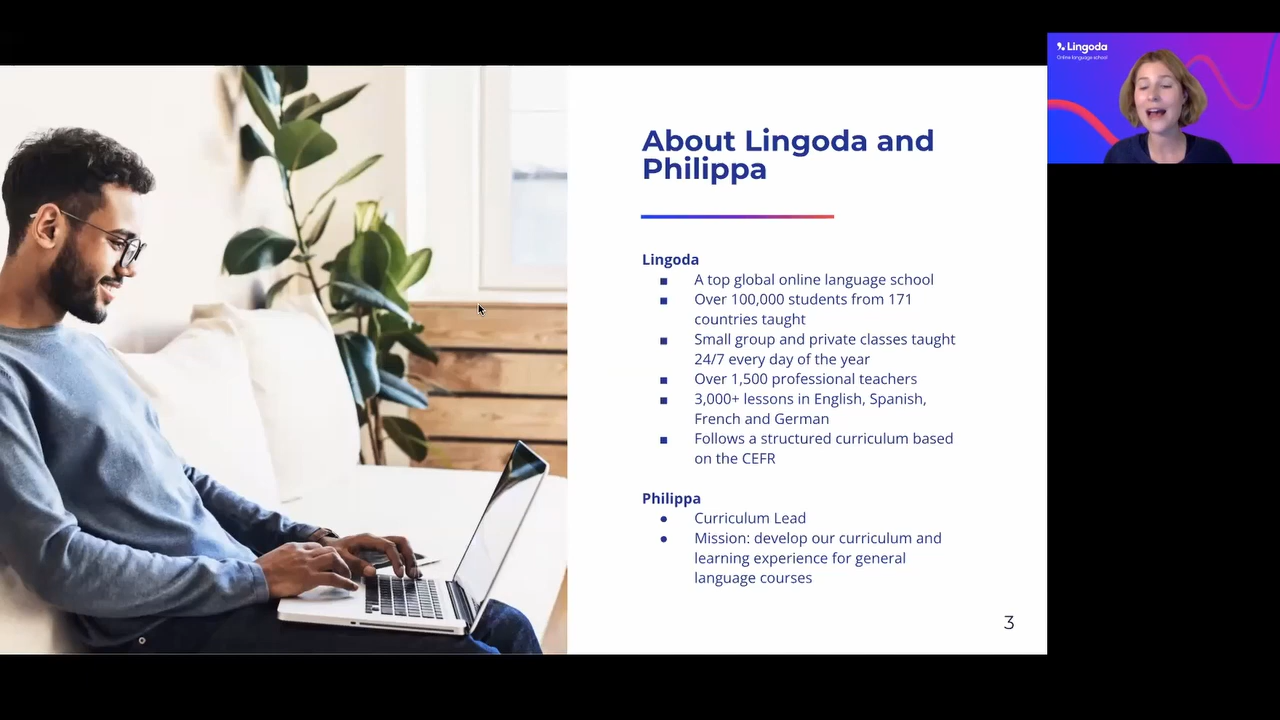 About Lingoda and
Philippa
Lingoda
■ A top global online language school
■ Over 100,000 students from 171
countries taught
■ Small group and private classes taught
24/7 every day of the year
■ Over 1,500 professional teachers
■ 3,000+ lessons in English, Spanish,
French and German
■ Follows a structured curriculum based
on the CEFR
Philippa
● Curriculum Lead
● Mission: develop our curriculum and
learning experience for general
language courses
3
Lingoda
Online language school